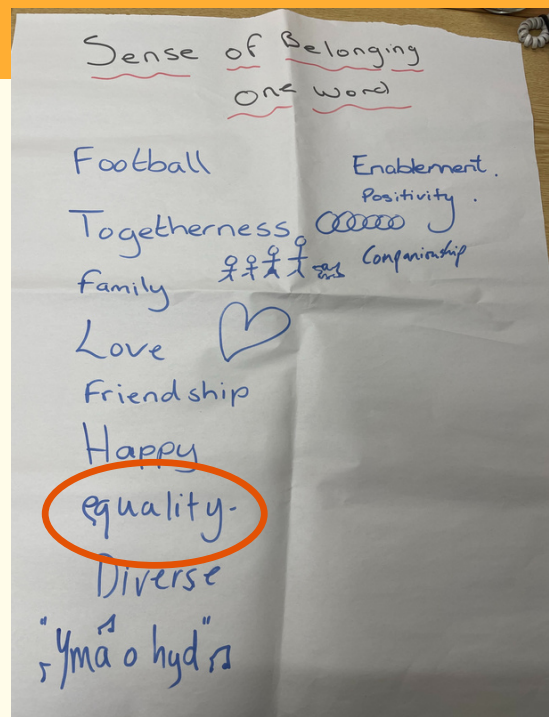 Sense of Belonging
One word
Football
Togetherness
family
Love
Friendship
Happy
equality.
Diverse
"Yma o hyd"
Enablement.
Positivity.
Companionship